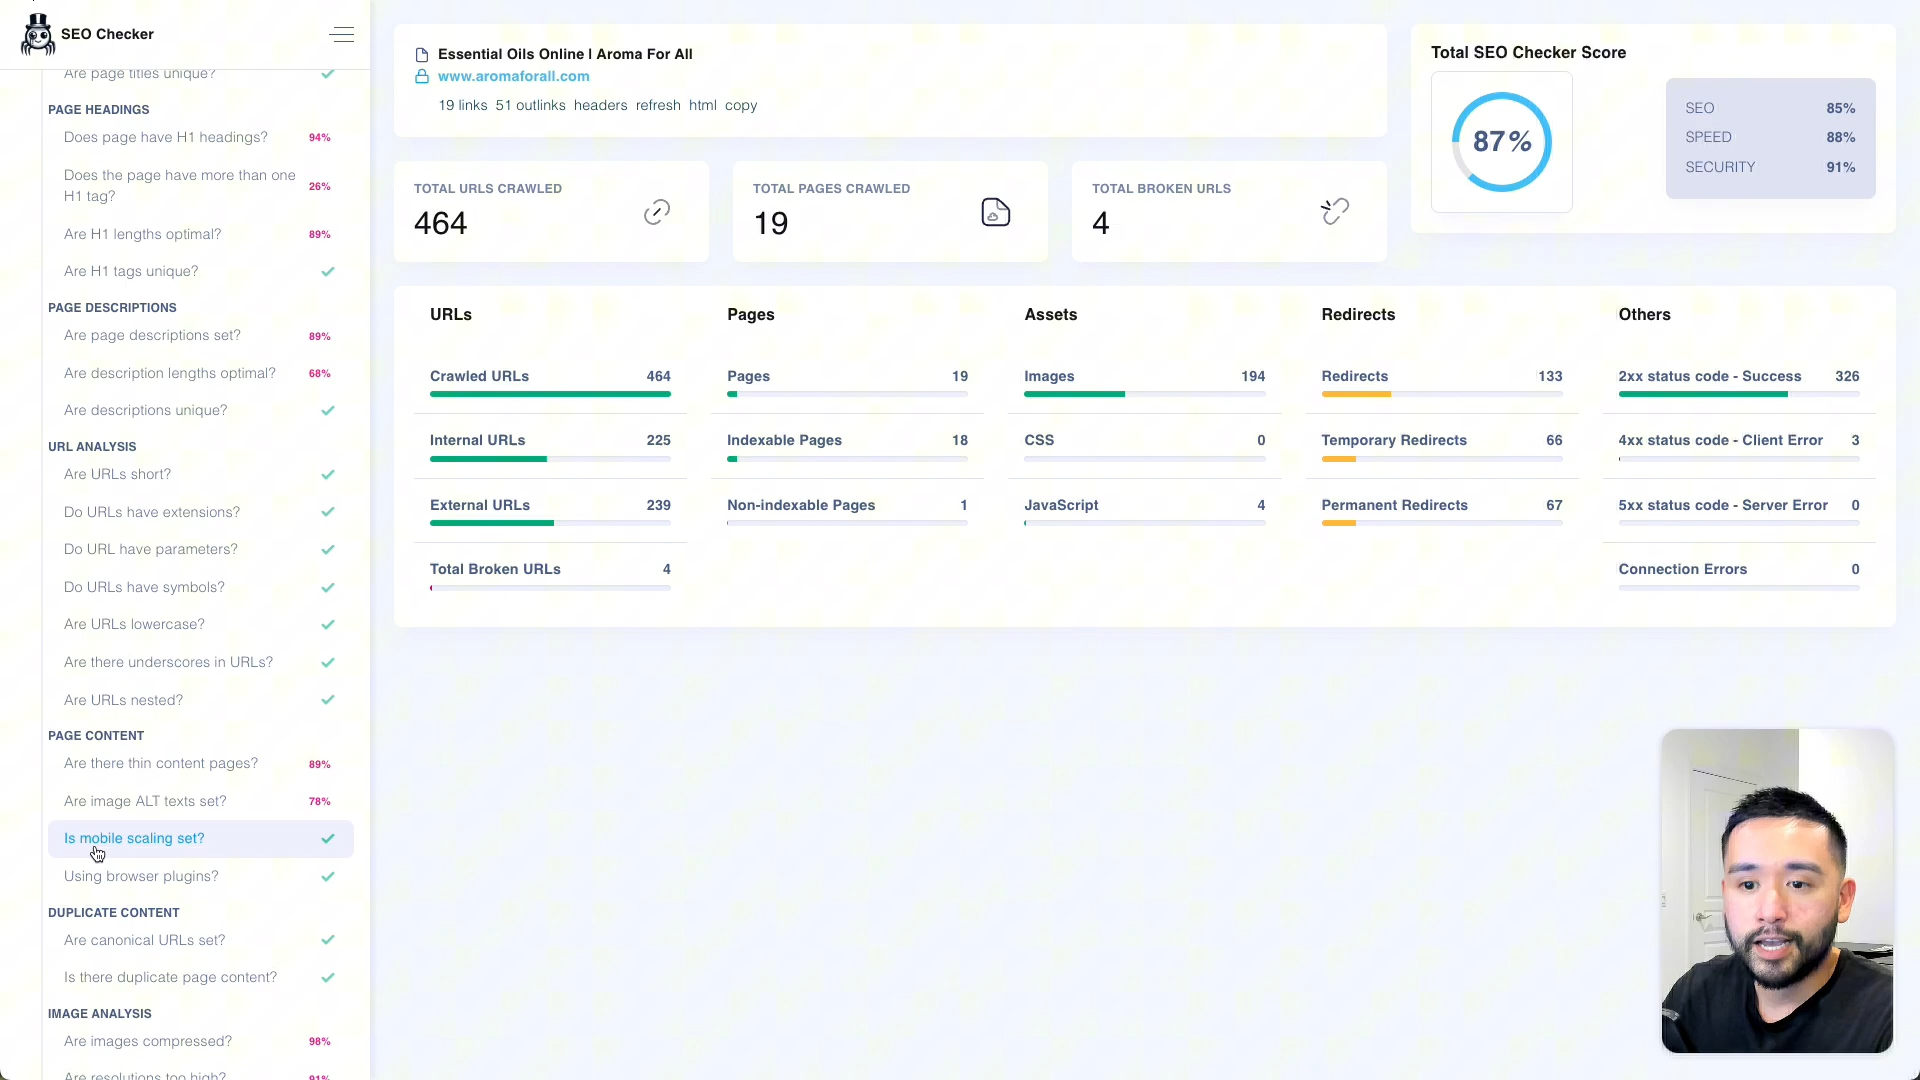 SEO Checker
Are page titles unique?
PAGE HEADINGS
Does page have H1 headings? 94%
Does the page have more than one
H1 tag? 26%
Are H1 lengths optimal? 89%
Are H1 tags unique?
PAGE DESCRIPTIONS
Are page descriptions set? 89%
Are description lengths optimal? 68%
Are descriptions unique?
URL ANALYSIS
Are URLs short?
Do URLs have extensions?
Do URL have parameters?
Do URLs have symbols?
Are URLs lowercase?
Are there underscores in URLs?
Are URLs nested?
PAGE CONTENT
Are there thin content pages? 89%
Are image ALT texts set? 78%
Is mobile scaling set?
Using browser plugins?
DUPLICATE CONTENT
Are canonical URLs set?
Is there duplicate page content?
IMAGE ANALYSIS
Are images compressed? 98%
Are resolutions too high? 91%
Essential Oils Online | Aroma For All
www.aromaforall.com
19 links 51 outlinks headers refresh html copy
Total SEO Checker Score
87%
SEO 85%
SPEED 88%
SECURITY 91%
TOTAL URLS CRAWLED
464
TOTAL PAGES CRAWLED
19
TOTAL BROKEN URLS
4
URLs
Crawled URLs 464
Internal URLs 225
External URLs 239
Total Broken URLs 4
Pages
Pages 19
Indexable Pages 18
Non-indexable Pages 1
Assets
Images 194
CSS 0
JavaScript 4
Redirects
Redirects 133
Temporary Redirects 66
Permanent Redirects 67
Others
2xx status code - Success 326
4xx status code - Client Error 3
5xx status code - Server Error 0
Connection Errors 0